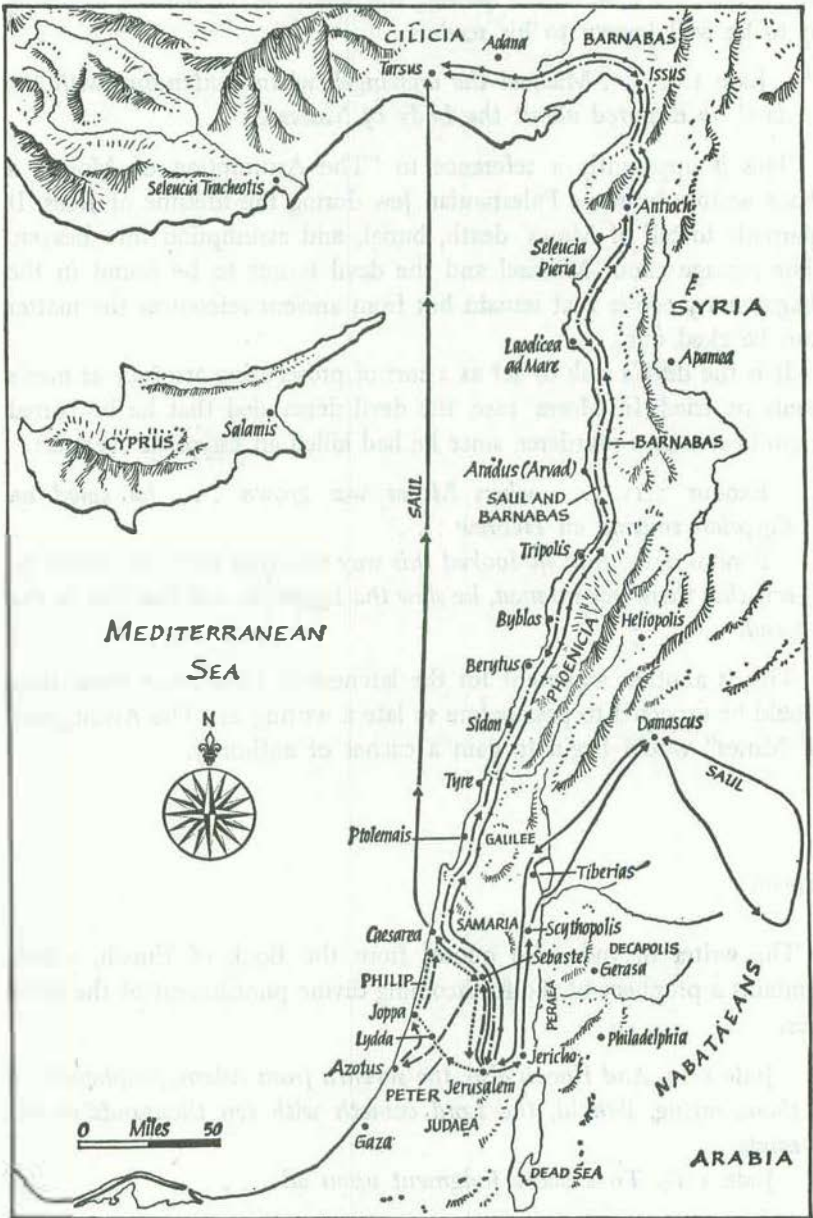 CILICIA
BARNABAS
Adana
Tarsus
Issus
Seleucia Tracheotis
Antioch
Seleucia
Pieria
SYRIA
Laodicea
ad Mare
Apamea
CYPRUS
Salamis
BARNABAS
Aradus (Arvad)
SAUL
SAUL AND
BARNABAS
Tripolis
MEDITERRANEAN
SEA
Byblos
Heliopolis
PHOENICIA
Berytus
Sidon
Damascus
N
SAUL
Tyre
Ptolemais
GALILEE
Tiberias
Caesarea
SAMARIA
Scythopolis
Sebaste
DECAPOLIS
PHILIP
Gerasa
Joppa
PERAEA
Lydda
Philadelphia
NABATAEANS
Azotus
Jericho
PETER
Jerusalem
JUDAEA
0 Miles 50
Gaza
ARABIA
DEAD SEA